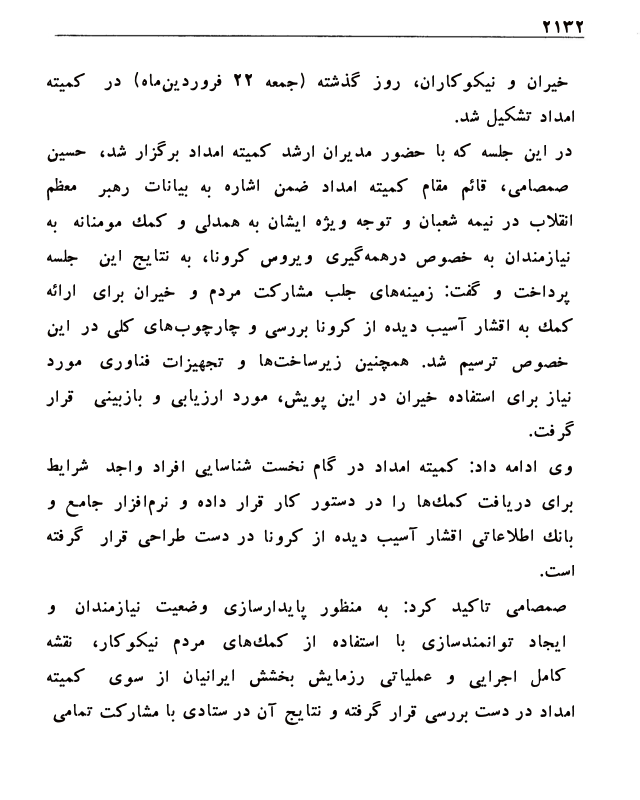 ۲۱۳۲
خیران و نیکوکاران، روز گذشته (جمعه ۲۲ فروردین‌ماه) در کمیته
امداد تشکیل شد.
در این جلسه که با حضور مدیران ارشد کمیته امداد برگزار شد، حسین
صمصامی، قائم مقام کمیته امداد ضمن اشاره به بیانات رهبر معظم
انقلاب در نیمه شعبان و توجه ویژه ایشان به همدلی و کمك مومنانه به
نیازمندان به خصوص درهمه‌گیری ویروس کرونا، به نتایج این جلسه
پرداخت و گفت: زمینه‌های جلب مشارکت مردم و خیران برای ارائه
کمك به اقشار آسیب دیده از کرونا بررسی و چارچوب‌های کلی در این
خصوص ترسیم شد. همچنین زیرساخت‌ها و تجهیزات فناوری مورد
نیاز برای استفاده خیران در این پویش، مورد ارزیابی و بازبینی قرار
گرفت.
وی ادامه داد: کمیته امداد در گام نخست شناسایی افراد واجد شرایط
برای دریافت کمك‌ها را در دستور کار قرار داده و نرم‌افزار جامع و
بانك اطلاعاتی اقشار آسیب دیده از کرونا در دست طراحی قرار گرفته
است.
صمصامی تاکید کرد: به منظور پایدارسازی وضعیت نیازمندان و
ایجاد توانمندسازی با استفاده از کمك‌های مردم نیکوکار، نقشه
کامل اجرایی و عملیاتی رزمایش بخشش ایرانیان از سوی کمیته
امداد در دست بررسی قرار گرفته و نتایج آن در ستادی با مشارکت تمامی